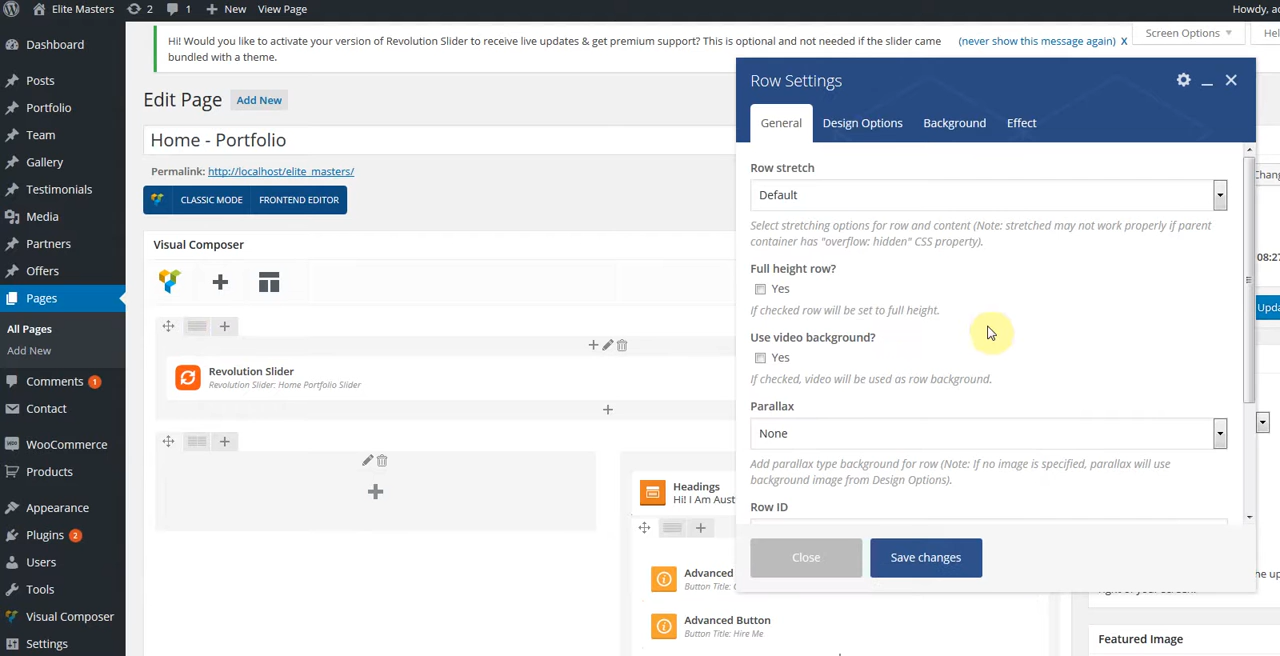 Elite Masters
2
1
New
View Page
Howdy, ad
Dashboard
Posts
Portfolio
Team
Gallery
Testimonials
Media
Partners
Offers
Pages
All Pages
Add New
Comments 1
Contact
WooCommerce
Products
Appearance
Plugins 2
Users
Tools
Visual Composer
Settings
Hi! Would you like to activate your version of Revolution Slider to receive live updates & get premium support? This is optional and not needed if the slider came
bundled with a theme.
(never show this message again) X
Screen Options
Hel
Edit Page Add New
Home - Portfolio
Permalink: http://localhost/elite_masters/
CLASSIC MODE FRONTEND EDITOR
Visual Composer
Revolution Slider
Revolution Slider: Home Portfolio Slider
Headings
Hi! I Am Aust
Advanced
Button Title:
Advanced Button
Button Title: Hire Me
Row Settings
General Design Options Background Effect
Row stretch
Default
Select stretching options for row and content (Note: stretched may not work properly if parent
container has "overflow: hidden" CSS property).
Full height row?
Yes
If checked row will be set to full height.
Use video background?
Yes
If checked, video will be used as row background.
Parallax
None
Add parallax type background for row (Note: If no image is specified, parallax will use
background image from Design Options).
Row ID
Close Save changes
Chang
08:27
Upda
me up
Featured Image